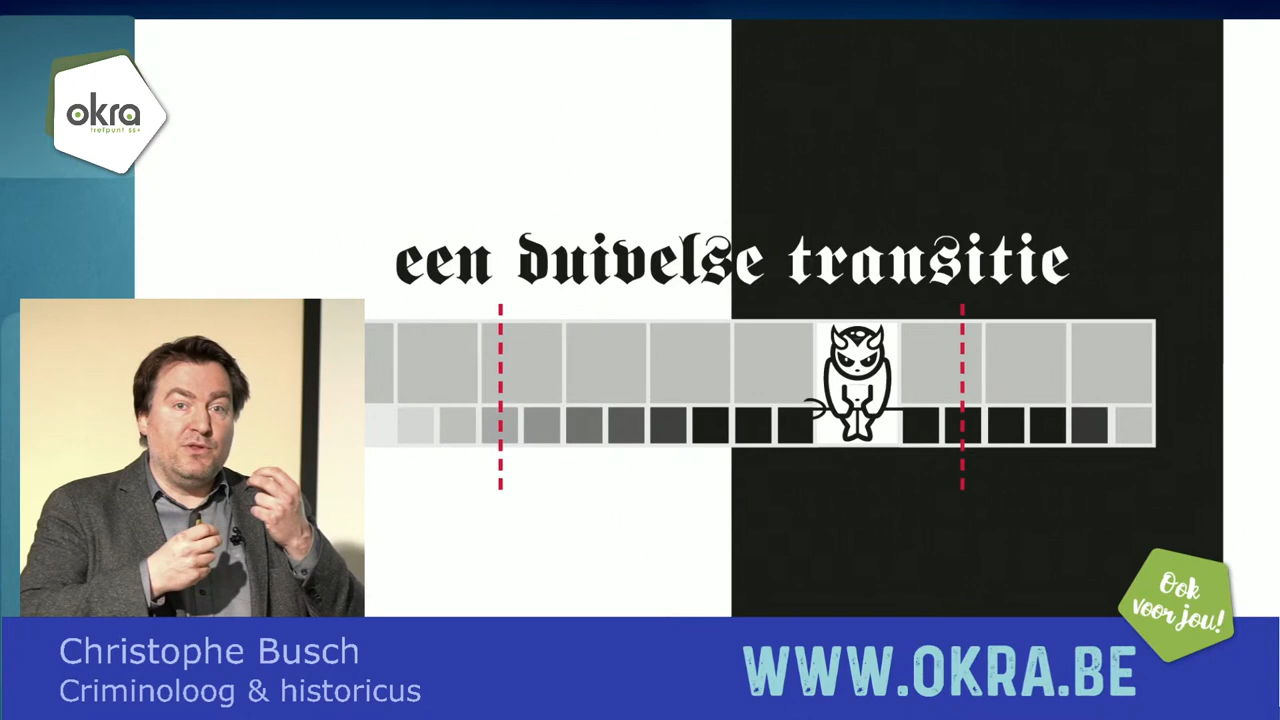 okra
trefpunt 55+
een duivelse transitie
Ook
voor jou!
Christophe Busch
Criminoloog & historicus
WWW.OKRA.BE